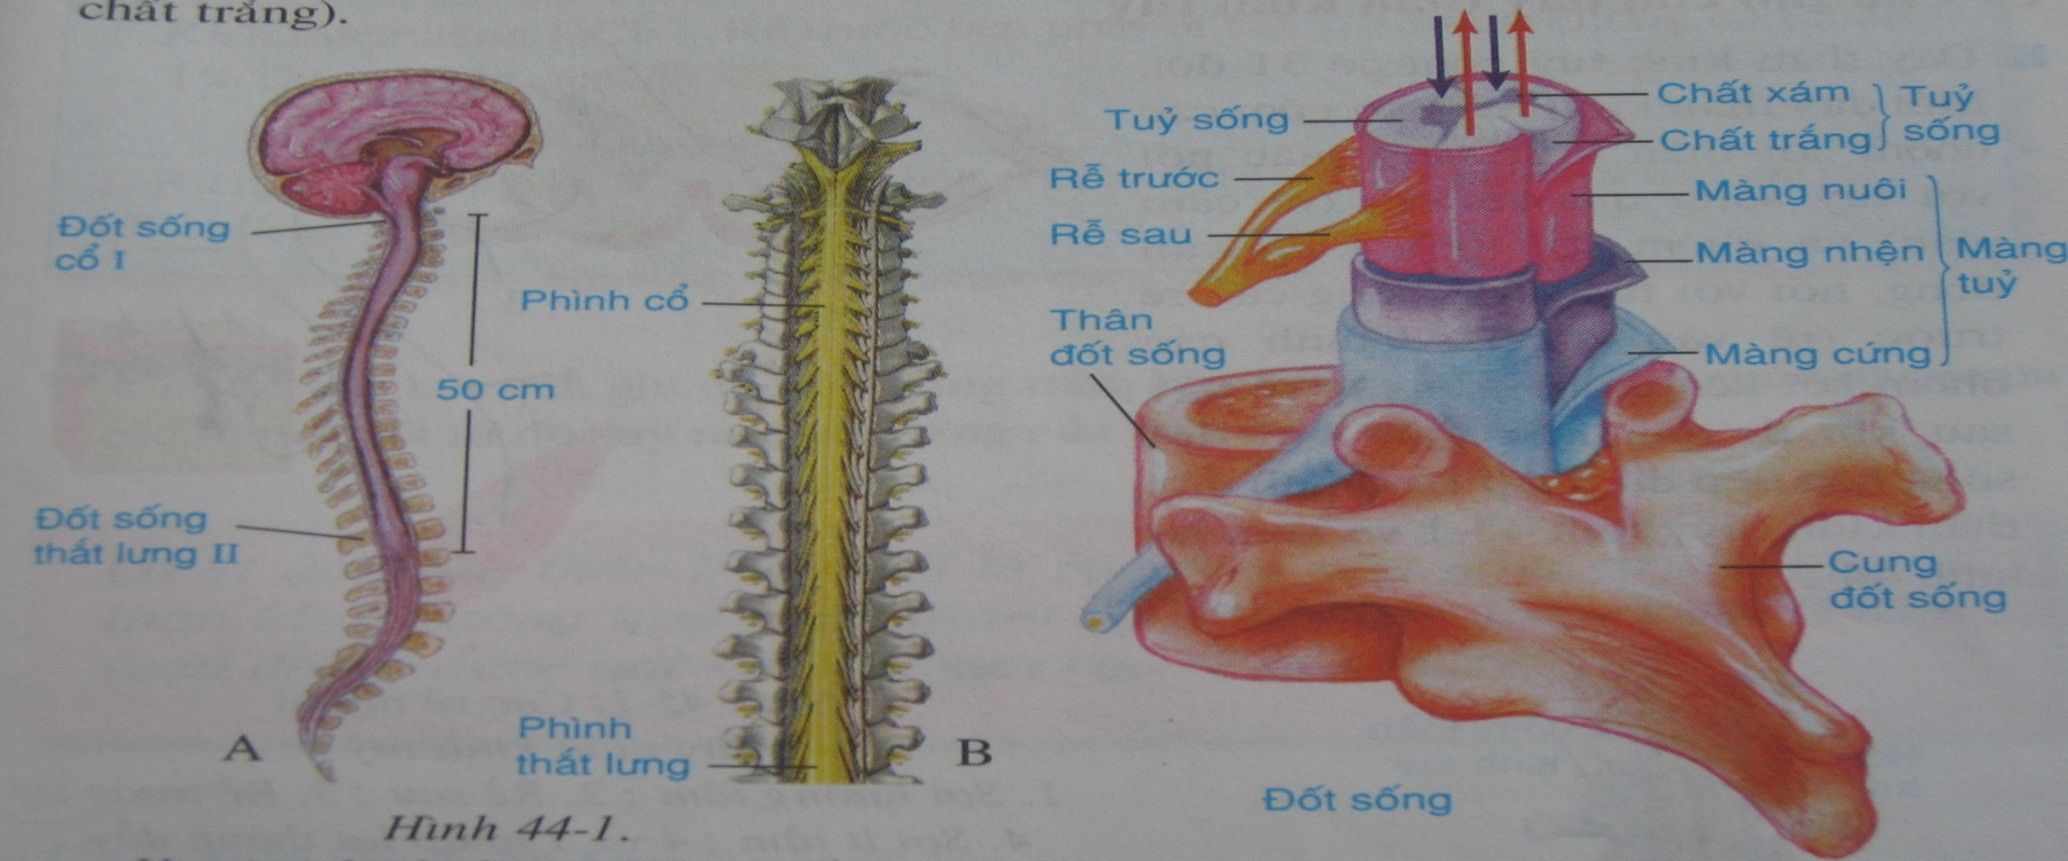 chất trắng).
Đốt sống
cổ I
50 cm
Đốt sống
thắt lưng II
A
Phình cổ
Phình
thắt lưng
B
Tuỷ sống
Rễ trước
Rễ sau
Thân
đốt sống
Chất xám
Chất trắng
Tuỷ
sống
Màng nuôi
Màng nhện
Màng cứng
Màng
tuỷ
Cung
đốt sống
Đốt sống
Hình 44-1.